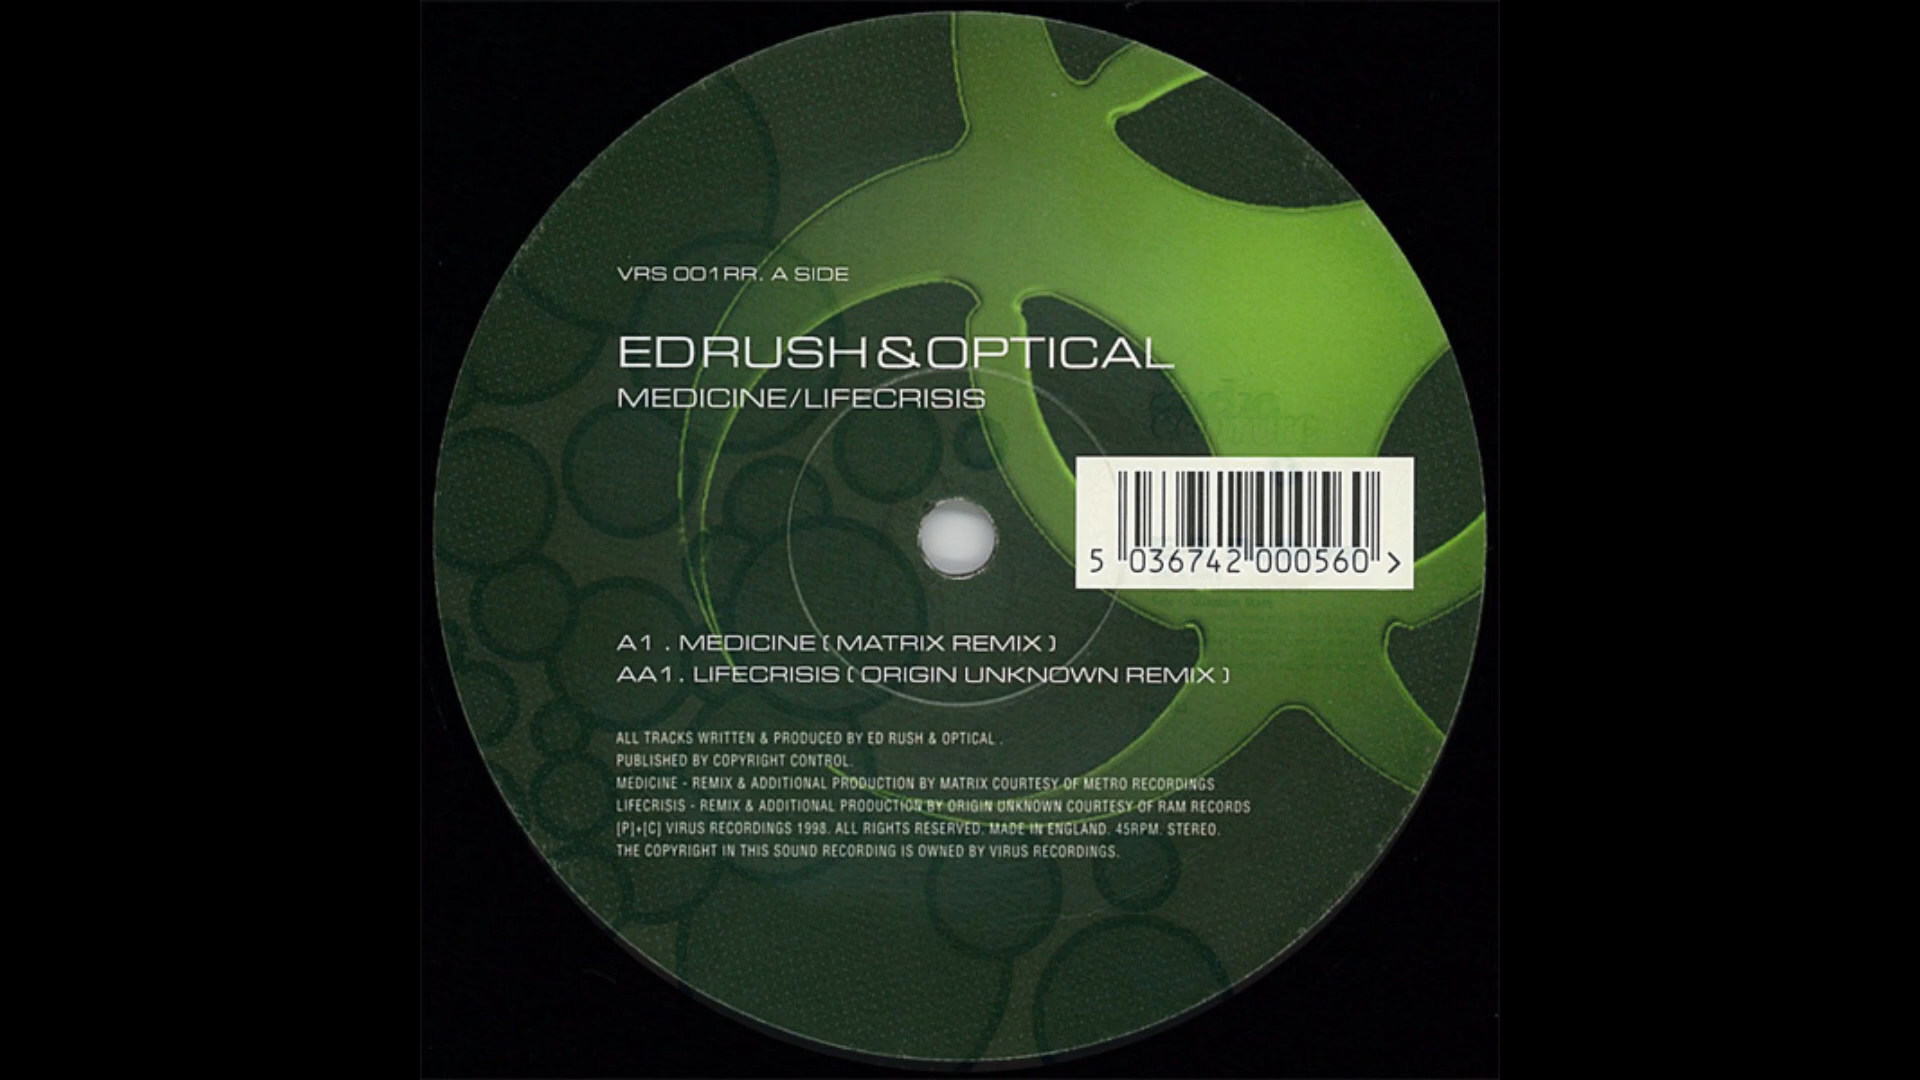 VRS 001RR. A SIDE
ED RUSH & OPTICAL
MEDICINE/LIFECRISIS
5 036742 000560 >
A1 . MEDICINE ( MATRIX REMIX )
AA1 . LIFECRISIS ( ORIGIN UNKNOWN REMIX )
ALL TRACKS WRITTEN & PRODUCED BY ED RUSH & OPTICAL .
PUBLISHED BY COPYRIGHT CONTROL.
MEDICINE - REMIX & ADDITIONAL PRODUCTION BY MATRIX COURTESY OF METRO RECORDINGS
LIFECRISIS - REMIX & ADDITIONAL PRODUCTION BY ORIGIN UNKNOWN COURTESY OF RAM RECORDS
[P]+[C] VIRUS RECORDINGS 1998. ALL RIGHTS RESERVED. MADE IN ENGLAND. 45RPM. STEREO.
THE COPYRIGHT IN THIS SOUND RECORDING IS OWNED BY VIRUS RECORDINGS.